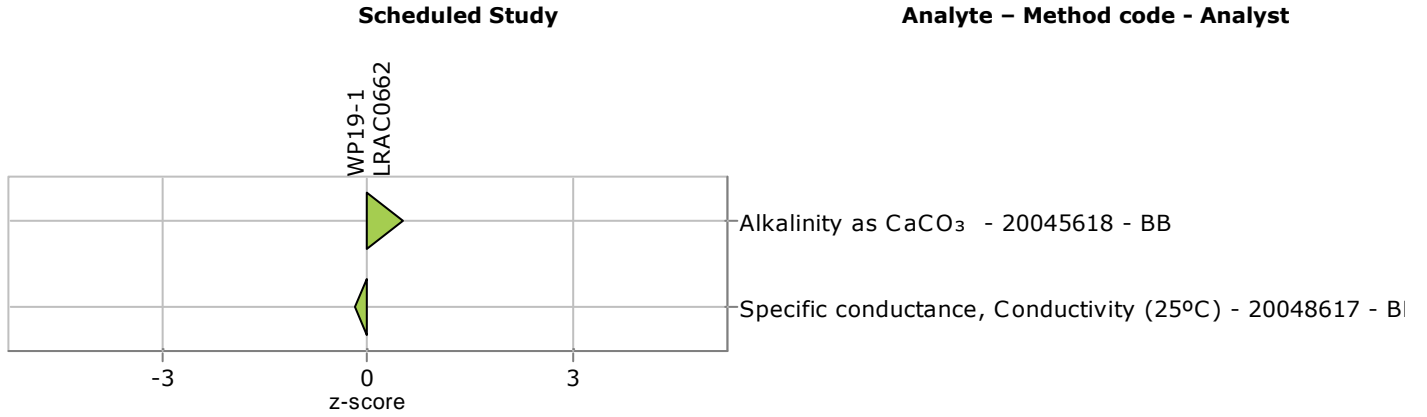 Scheduled Study
Analyte – Method code - Analyst
WP19-1
LRAC0662
Alkalinity as CaCO₃ - 20045618 - BB
Specific conductance, Conductivity (25ºC) - 20048617 -
-3
0
3
z-score